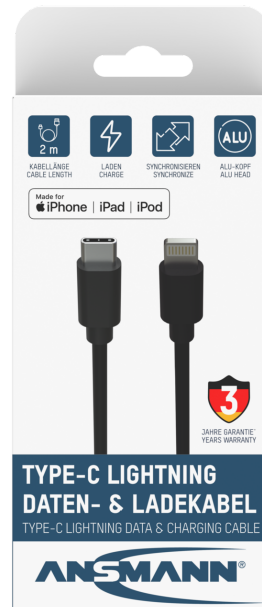 2 m
KABELLÄNGE
CABLE LENGTH
LADEN
CHARGE
SYNCHRONISIEREN
SYNCHRONIZE
ALU
ALU-KOPF
ALU HEAD
Made for
iPhone | iPad | iPod
3
JAHRE GARANTIE*
YEARS WARRANTY
TYPE-C LIGHTNING
DATEN- & LADEKABEL
TYPE-C LIGHTNING DATA & CHARGING CABLE
ANSMANN®